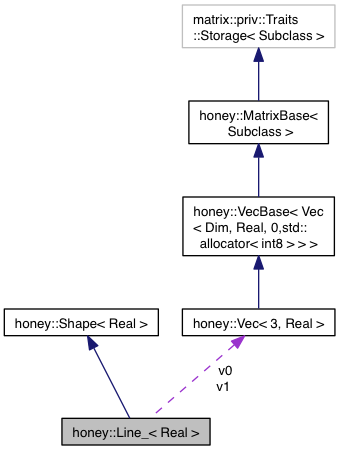 matrix::priv::Traits
::Storage< Subclass >
honey::MatrixBase<
Subclass >
honey::VecBase< Vec
< Dim, Real, 0,std::
allocator< int8 > > >
honey::Shape< Real >
honey::Vec< 3, Real >
v0
v1
honey::Line_< Real >